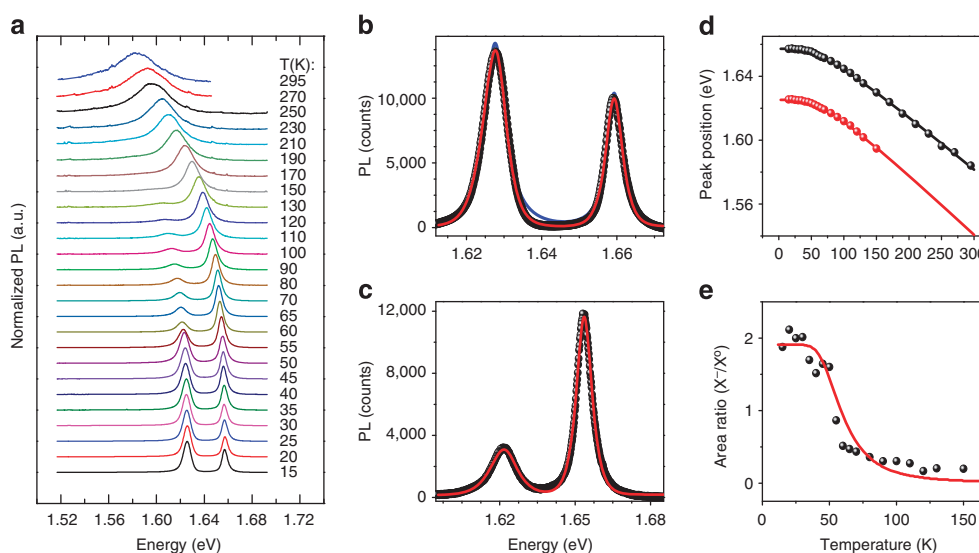 a
T(K):
295
270
250
230
210
190
170
150
130
120
110
100
90
80
70
65
60
55
50
45
40
35
30
25
20
15
Normalized PL (a.u.)
1.52 1.56 1.60 1.64 1.68 1.72
Energy (eV)
b
10,000
5,000
0
PL (counts)
1.62 1.64 1.66
c
12,000
8,000
4,000
0
PL (counts)
1.62 1.65 1.68
Energy (eV)
d
1.64
1.60
1.56
Peak position (eV)
0 50 100 150 200 250 300
e
2
1
0
Area ratio (X⁻/X⁰)
0 50 100 150
Temperature (K)